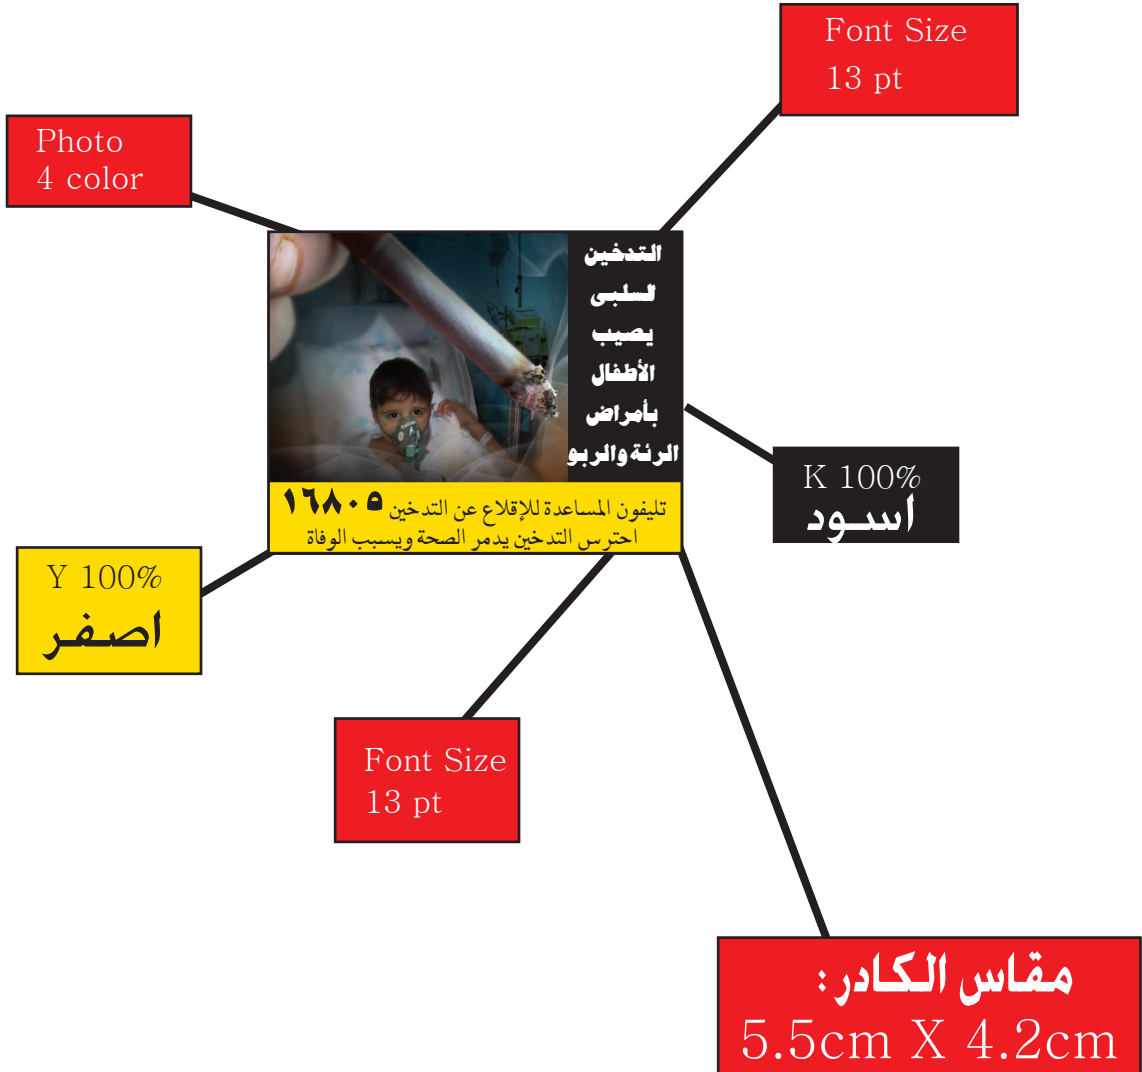 Font Size
13 pt
Photo
4 color
التدخين
السلبى
يصيب
الأطفال
بأمراض
الرئة والربو
تليفون المساعدة للإقلاع عن التدخين ١٦٨٠٥
احترس التدخين يدمر الصحة ويسبب الوفاة
K 100%
اسود
Y 100%
اصفر
Font Size
13 pt
مقاس الكادر:
5.5cm X 4.2cm